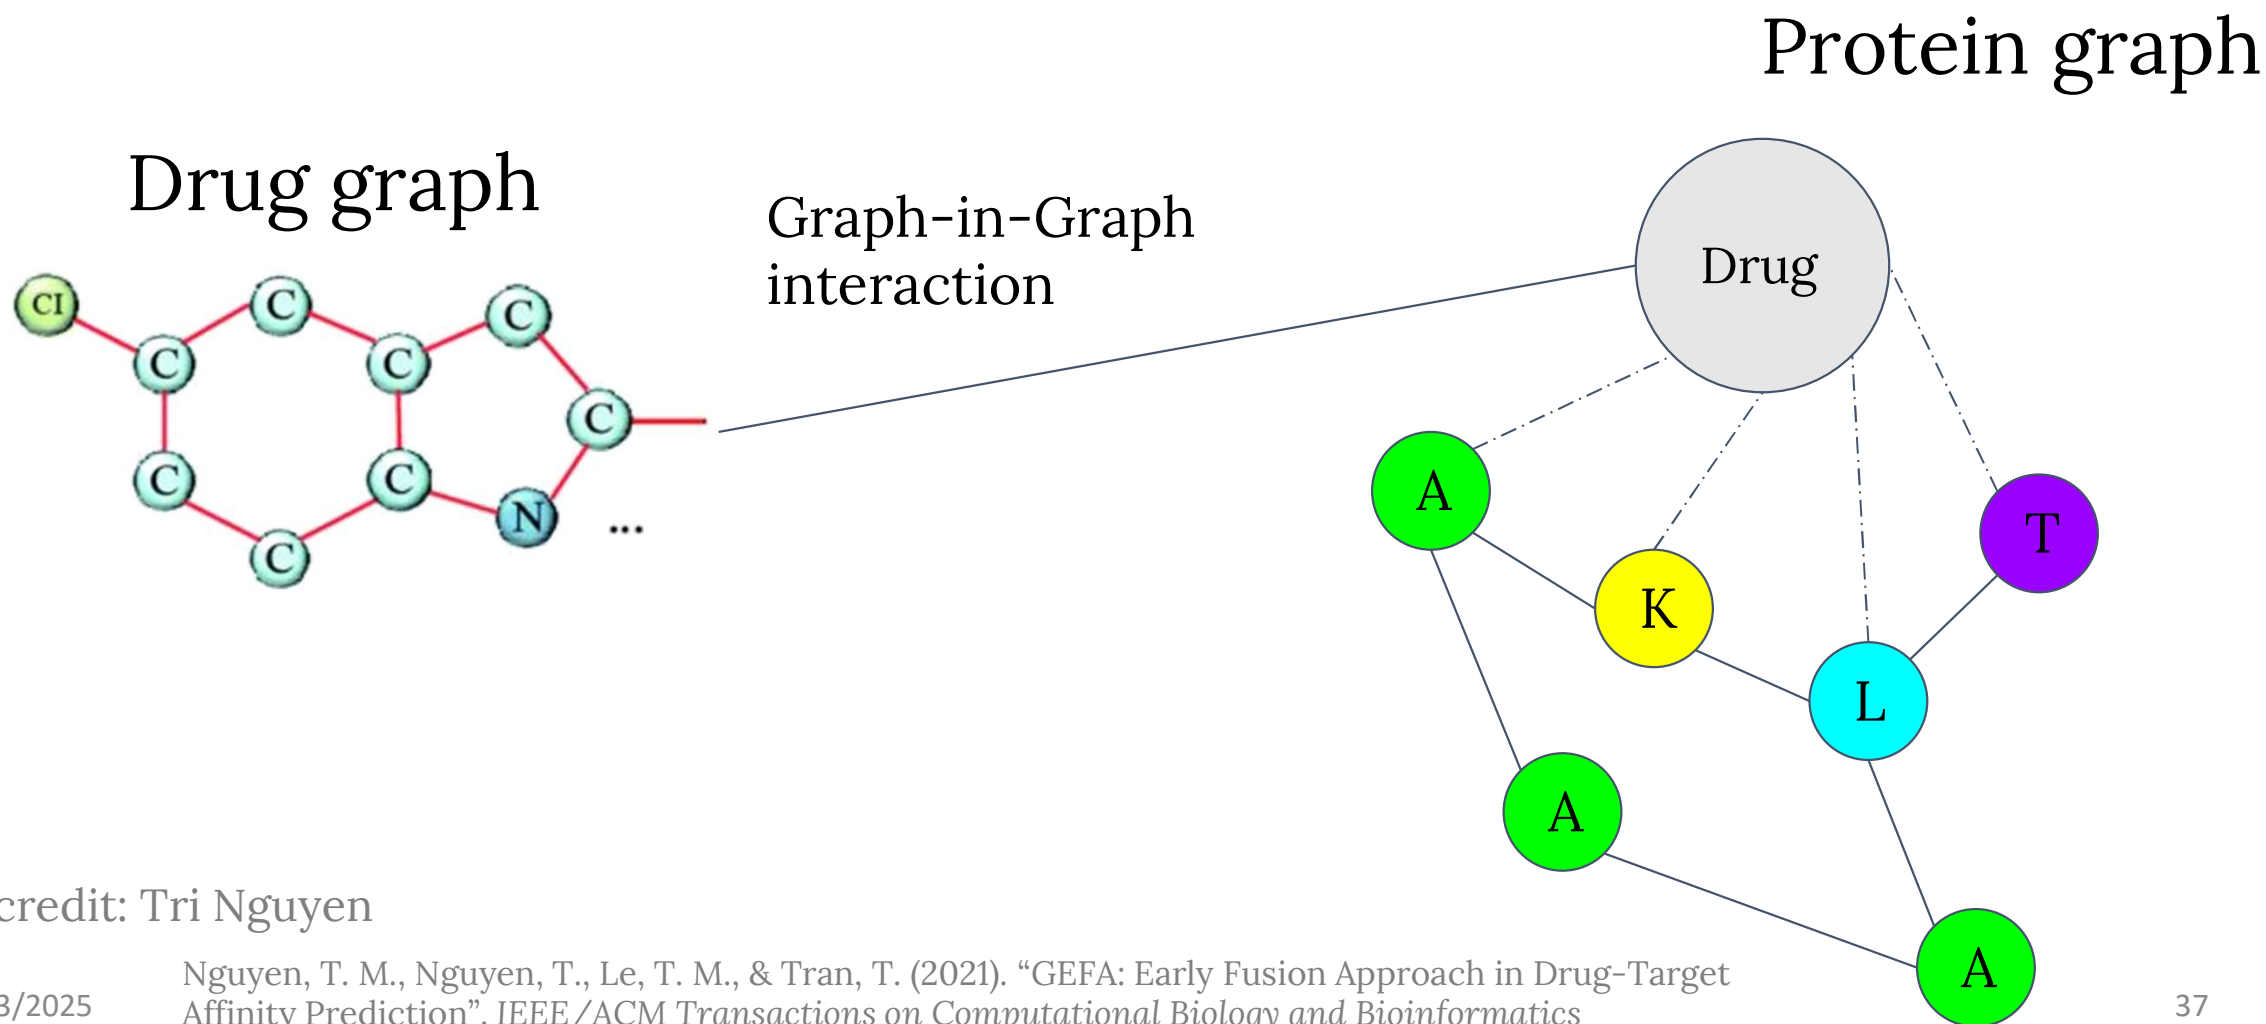 Protein graph
Drug graph
Graph-in-Graph
interaction
Drug
Cl
C
C
C
C
C
C
C
C
N
...
A
K
T
L
A
A
credit: Tri Nguyen
Nguyen, T. M., Nguyen, T., Le, T. M., & Tran, T. (2021). “GEFA: Early Fusion Approach in Drug-Target
Affinity Prediction”. IEEE/ACM Transactions on Computational Biology and Bioinformatics
3/2025
37